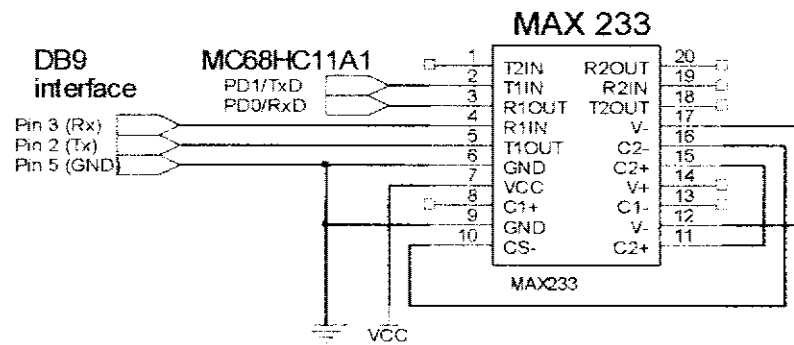 MAX 233
DB9
interface
MC68HC11A1
PD1/TxD
PD0/RxD
Pin 3 (Rx)
Pin 2 (Tx)
Pin 5 (GND)
1 T2IN R2OUT 20
2 T1IN R2IN 19
3 R1OUT T2OUT 18
4 R1IN V- 17
5 T1OUT C2- 16
6 GND C2+ 15
7 VCC V+ 14
8 C1+ C1- 13
9 GND V- 12
10 CS- C2+ 11
MAX233
VCC